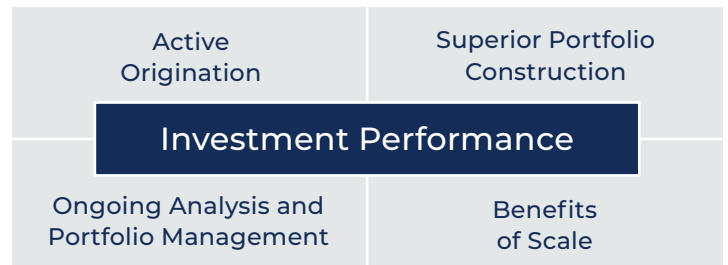 Active
Origination
Superior Portfolio
Construction
Investment Performance
Ongoing Analysis and
Portfolio Management
Benefits
of Scale